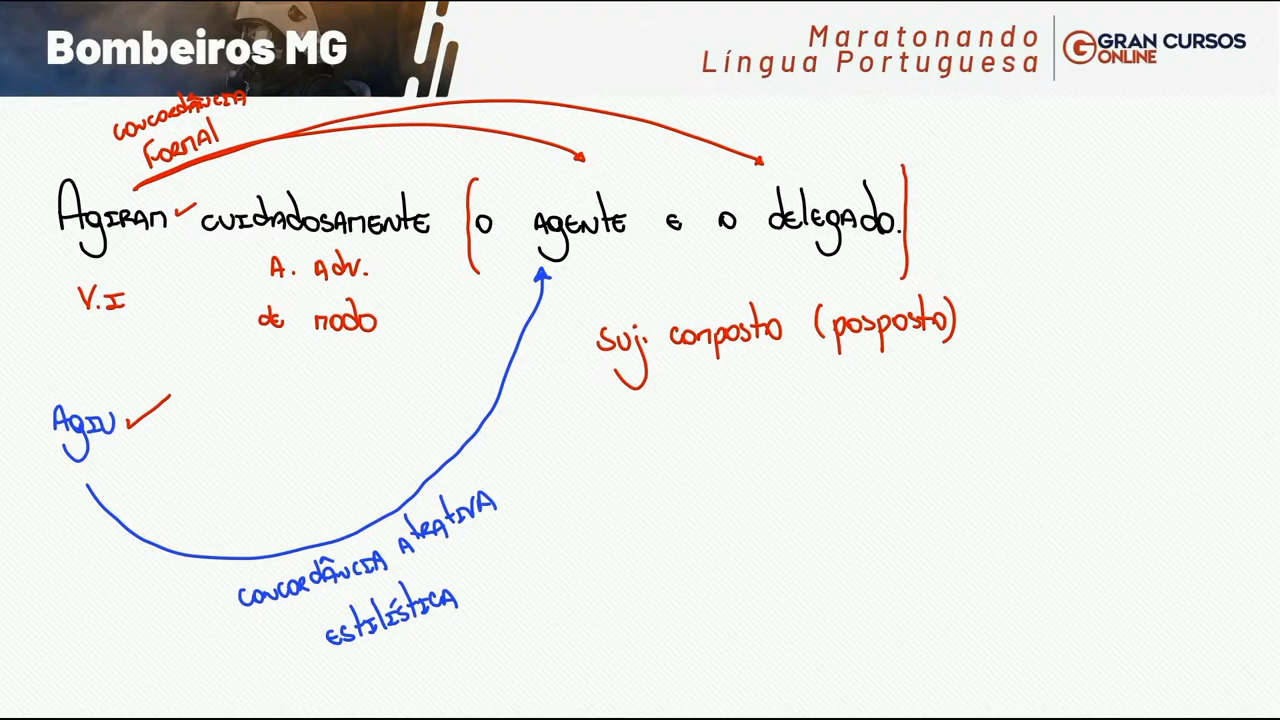 Bombeiros MG
Maratonando
Língua Portuguesa
GRAN CURSOS
ONLINE
CONCORDÂNCIA
FORMAL
AGIRAM CUIDADOSAMENTE (O AGENTE E O DELEGADO.)
A. Adv.
DE MODO
V.I
SUJ. COMPOSTO (POSPOSTO)
AGIU
CONCORDÂNCIA ATRATIVA
ESTILÍSTICA